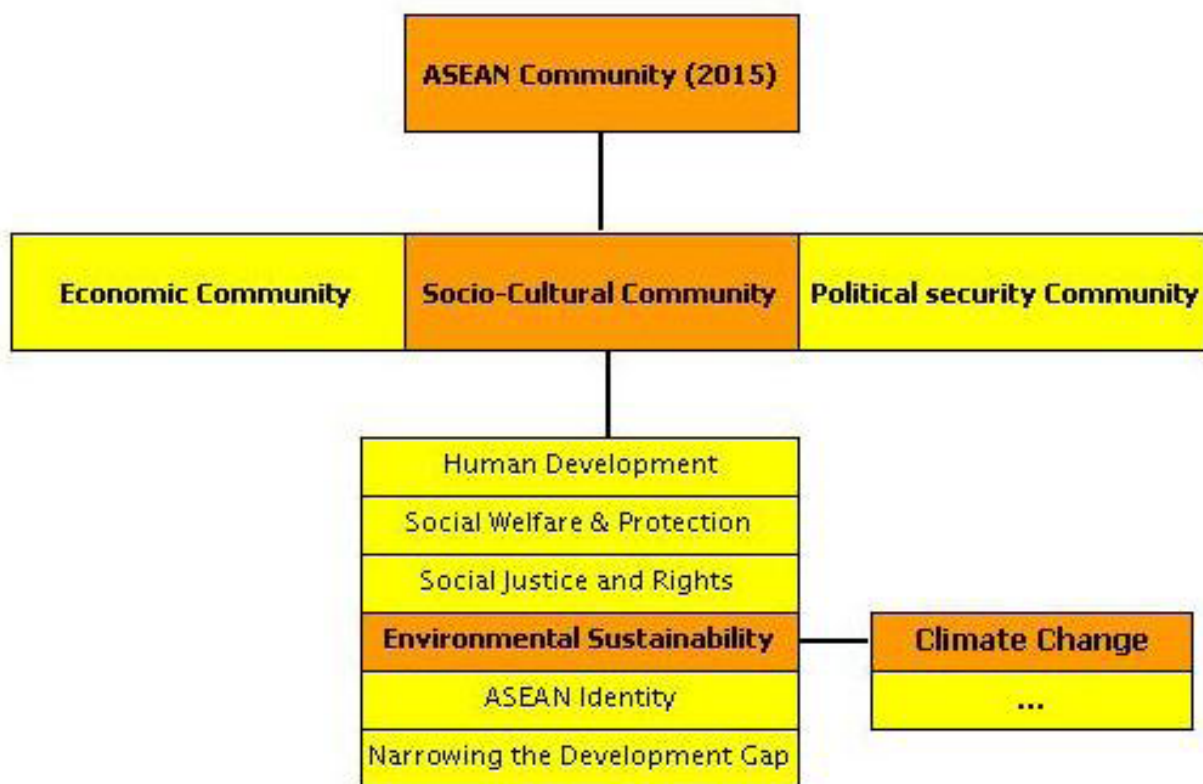 ASEAN Community (2015)
Economic Community
Socio-Cultural Community
Political security Community
Human Development
Social Welfare & Protection
Social Justice and Rights
Environmental Sustainability
Climate Change
ASEAN Identity
...
Narrowing the Development Gap